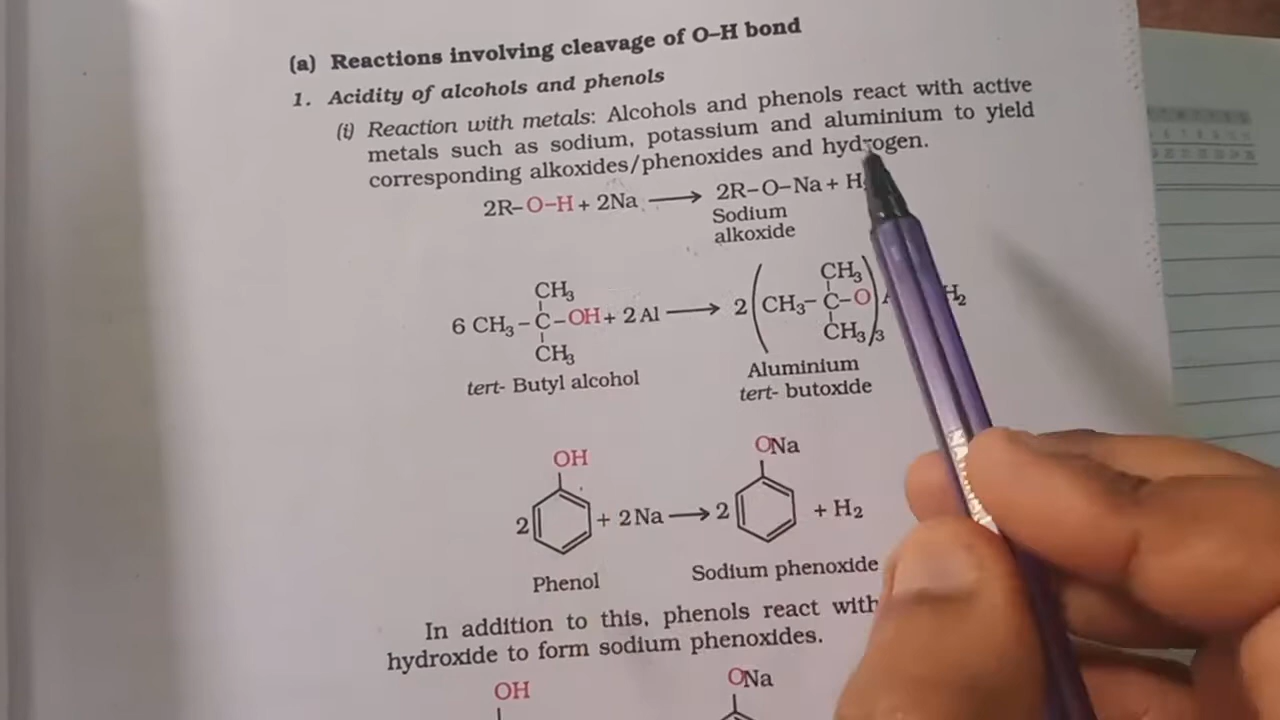 (a) Reactions involving cleavage of O–H bond
1. Acidity of alcohols and phenols
(i) Reaction with metals: Alcohols and phenols react with active
metals such as sodium, potassium and aluminium to yield
corresponding alkoxides/phenoxides and hydrogen.
2R–O–H + 2Na ⟶ 2R–O–Na + H
Sodium
alkoxide
CH₃ CH₃
6 CH₃–C–OH + 2 Al ⟶ 2(CH₃–C–O)₃ H₂
CH₃ CH₃
tert- Butyl alcohol
Aluminium
tert- butoxide
OH ONa
2 + 2 Na ⟶ 2 + H₂
Phenol Sodium phenoxide
In addition to this, phenols react with
hydroxide to form sodium phenoxides.
OH ONa